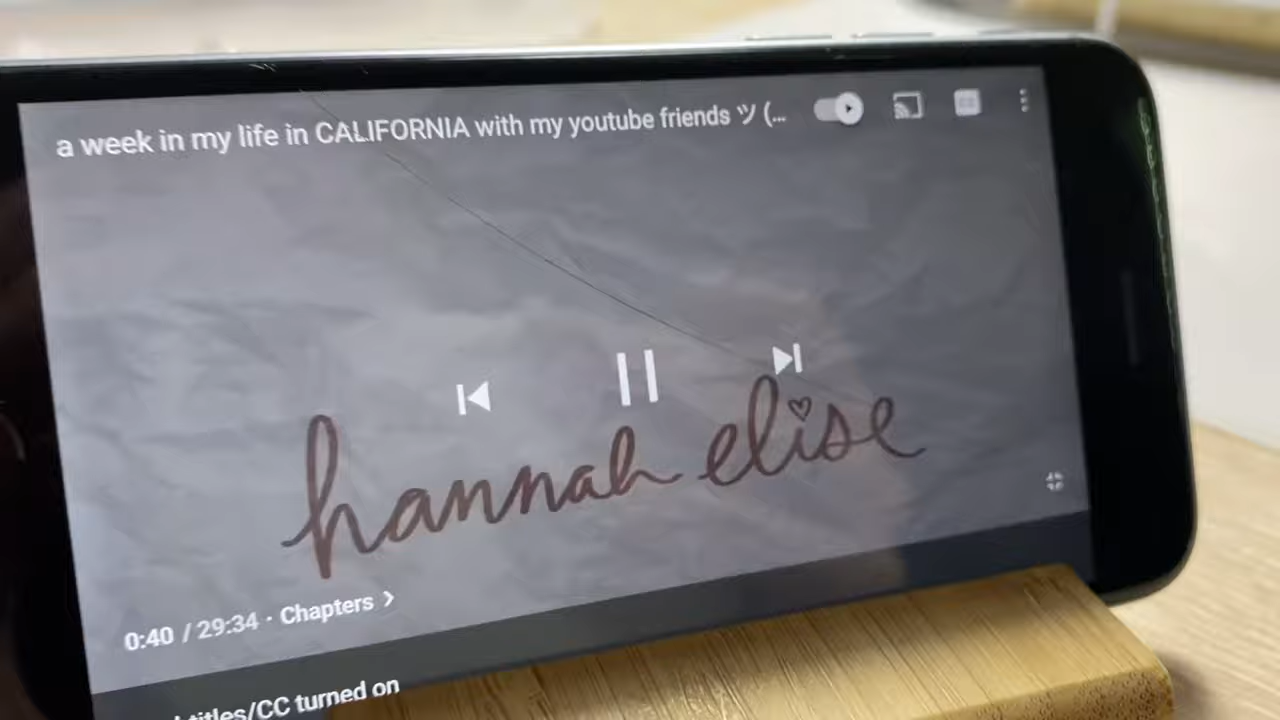 a week in my life in CALIFORNIA with my youtube friends ツ (...
CC
hannah elise
0:40 / 29:34 · Chapters >
titles/CC turned on